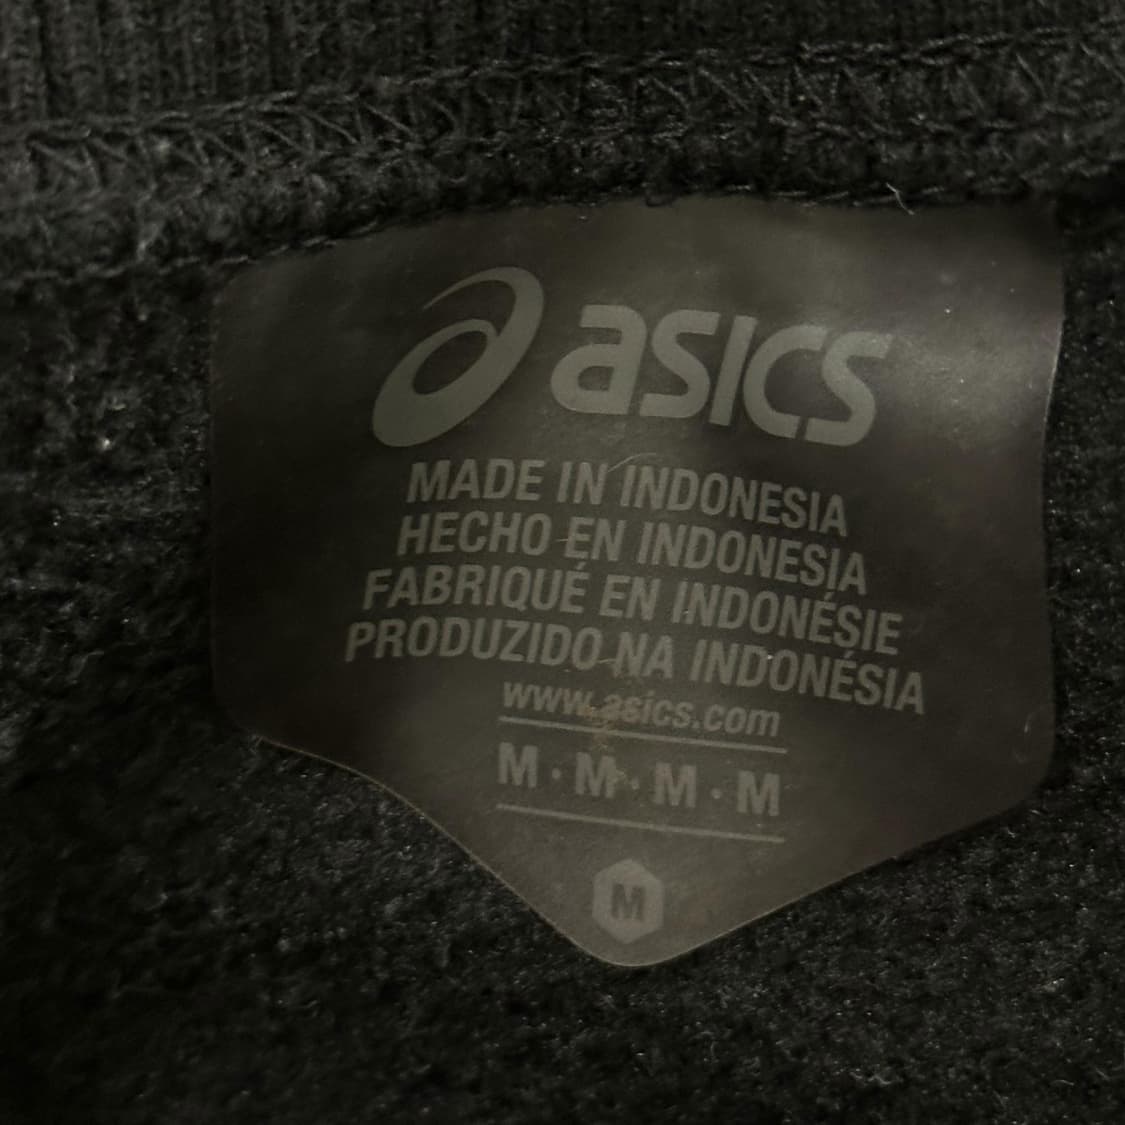 asics
MADE IN INDONESIA
HECHO EN INDONESIA
FABRIQUÉ EN INDONÉSIE
PRODUZIDO NA INDONÉSIA
www.asics.com
M · M · M · M
M